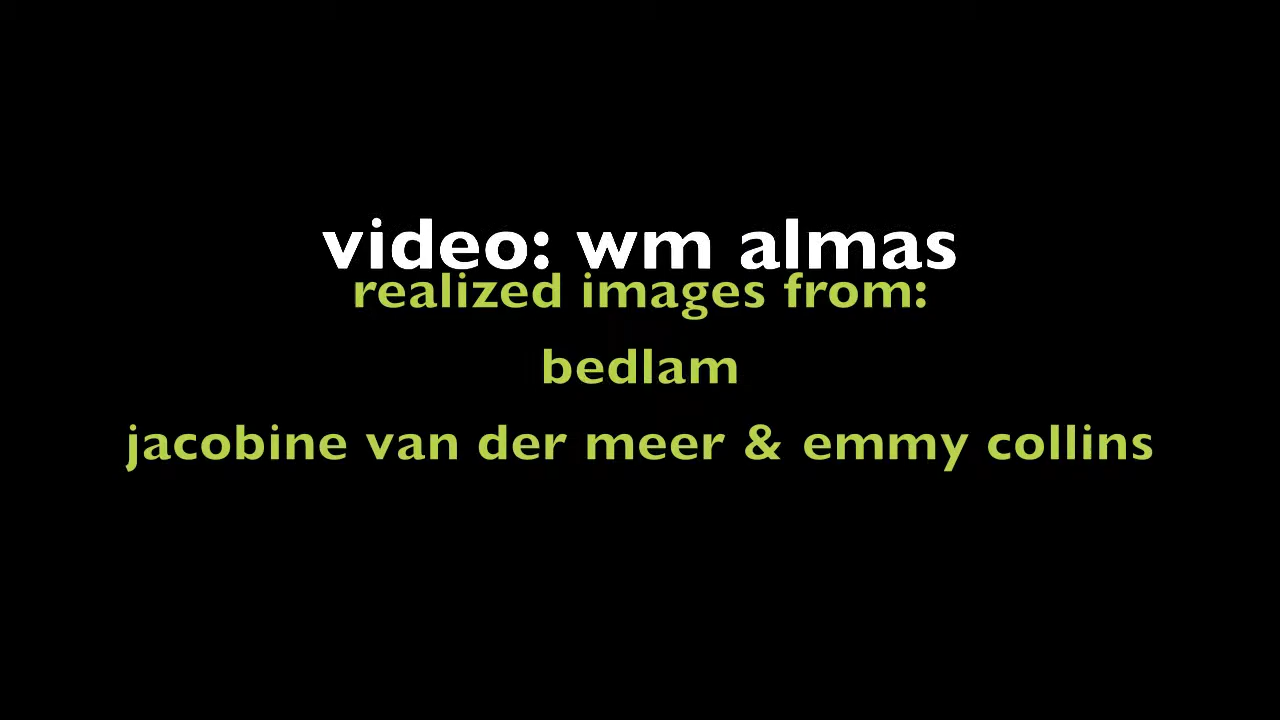 video: wm almas
realized images from:
bedlam
jacobine van der meer & emmy collins